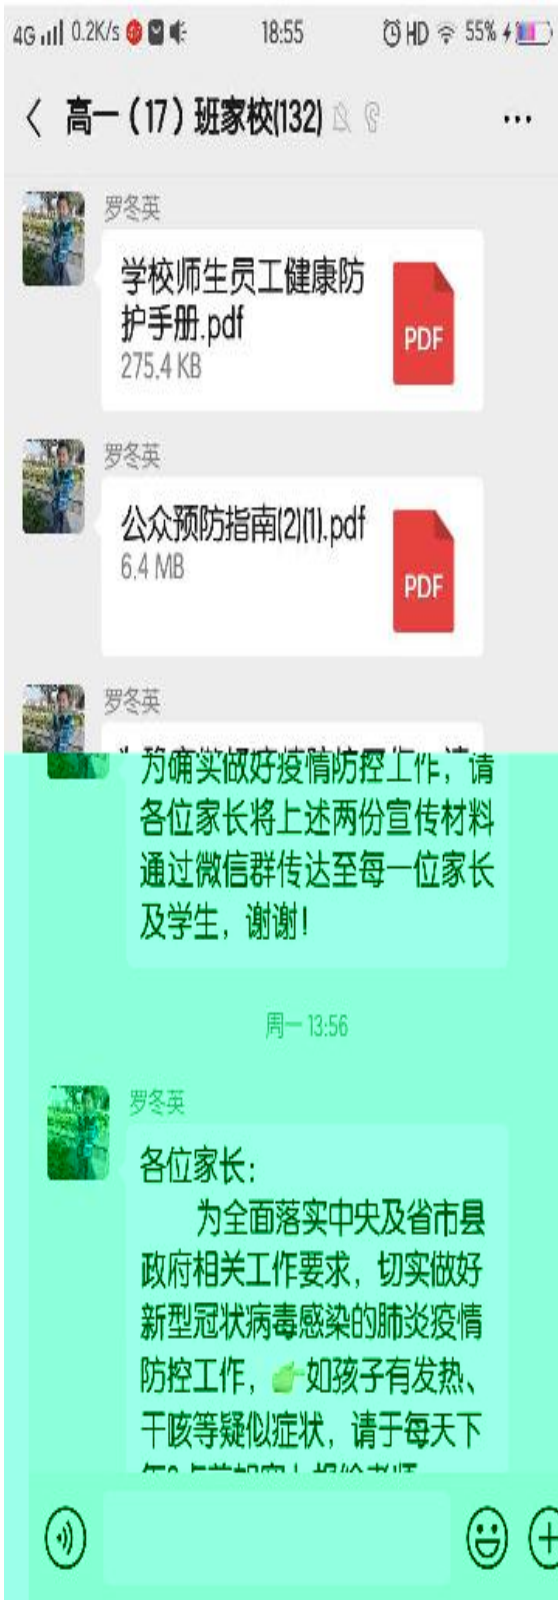 4G 0.2K/s 18:55 HD 55%
高一（17）班家校(132)
罗冬英
学校师生员工健康防
护手册.pdf
275.4 KB
PDF
罗冬英
公众预防指南(2)(1).pdf
6.4 MB
PDF
罗冬英
为确实做好疫情防控工作，请
各位家长将上述两份宣传材料
通过微信群传达至每一位家长
及学生，谢谢！
周一 13:56
罗冬英
各位家长：
为全面落实中央及省市县
政府相关工作要求，切实做好
新型冠状病毒感染的肺炎疫情
防控工作，👉如孩子有发热、
干咳等疑似症状，请于每天下